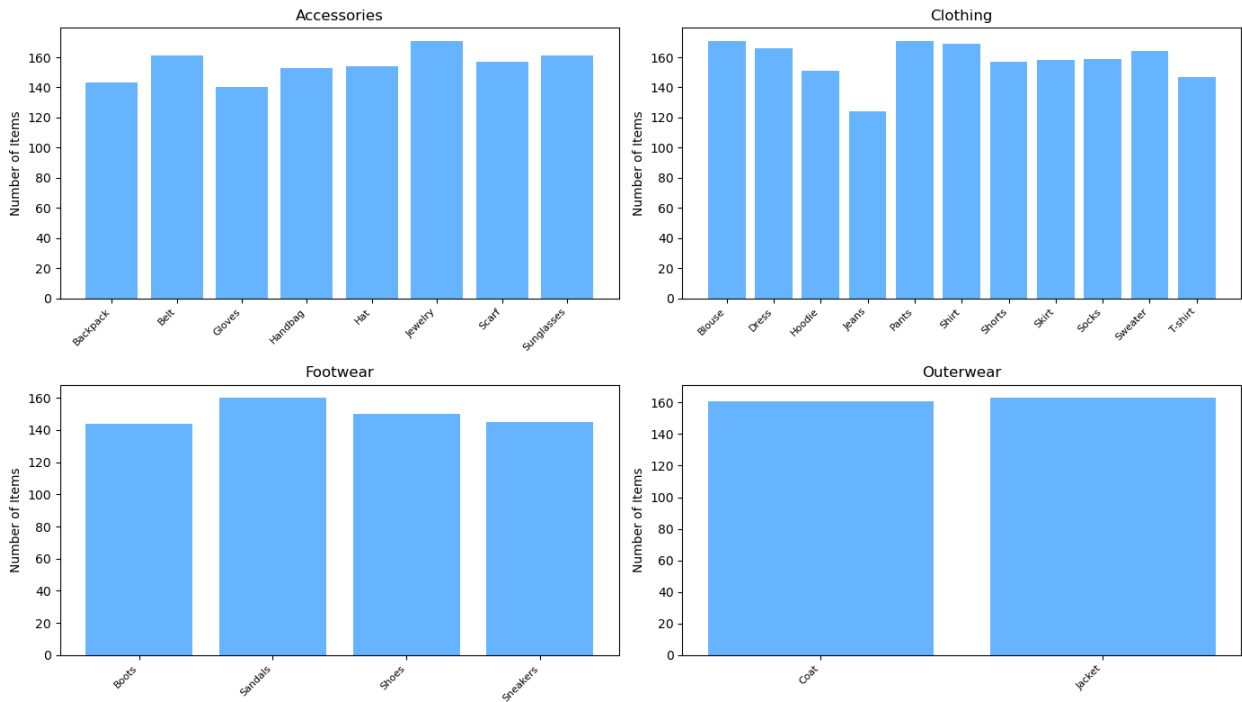 Accessories
Number of Items
160
140
120
100
80
60
40
20
0
Backpack
Belt
Gloves
Handbag
Hat
Jewelry
Scarf
Sunglasses
Clothing
Number of Items
160
140
120
100
80
60
40
20
0
Blouse
Dress
Hoodie
Jeans
Pants
Shirt
Shorts
Skirt
Socks
Sweater
T-shirt
Footwear
Number of Items
160
140
120
100
80
60
40
20
0
Boots
Sandals
Shoes
Sneakers
Outerwear
Number of Items
160
140
120
100
80
60
40
20
0
Coat
Jacket